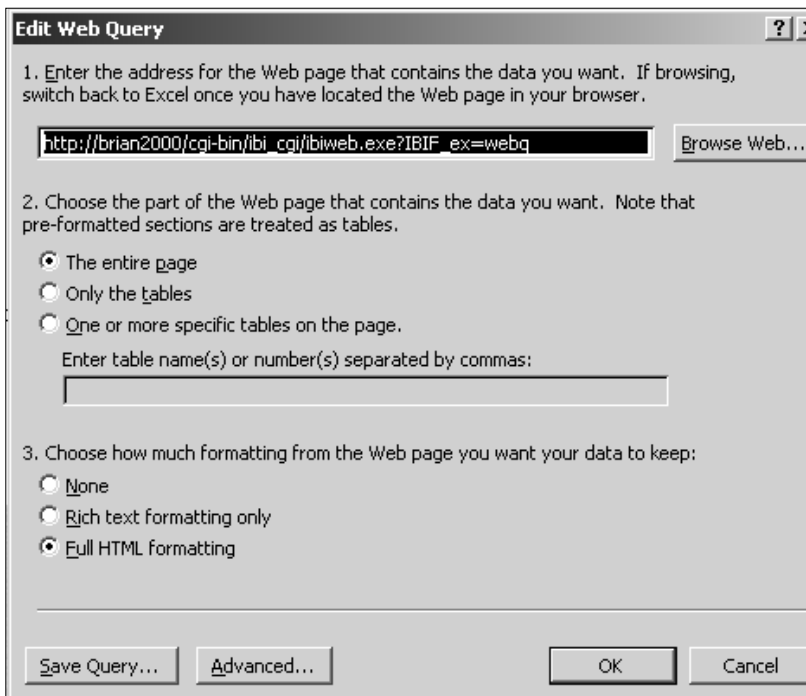 Edit Web Query
?
1. Enter the address for the Web page that contains the data you want. If browsing,
switch back to Excel once you have located the Web page in your browser.
http://brian2000/cgi-bin/ibi_cgi/ibiweb.exe?IBIF_ex=webq
Browse Web...
2. Choose the part of the Web page that contains the data you want. Note that
pre-formatted sections are treated as tables.
The entire page
Only the tables
One or more specific tables on the page.
Enter table name(s) or number(s) separated by commas:
3. Choose how much formatting from the Web page you want your data to keep:
None
Rich text formatting only
Full HTML formatting
Save Query...
Advanced...
OK
Cancel